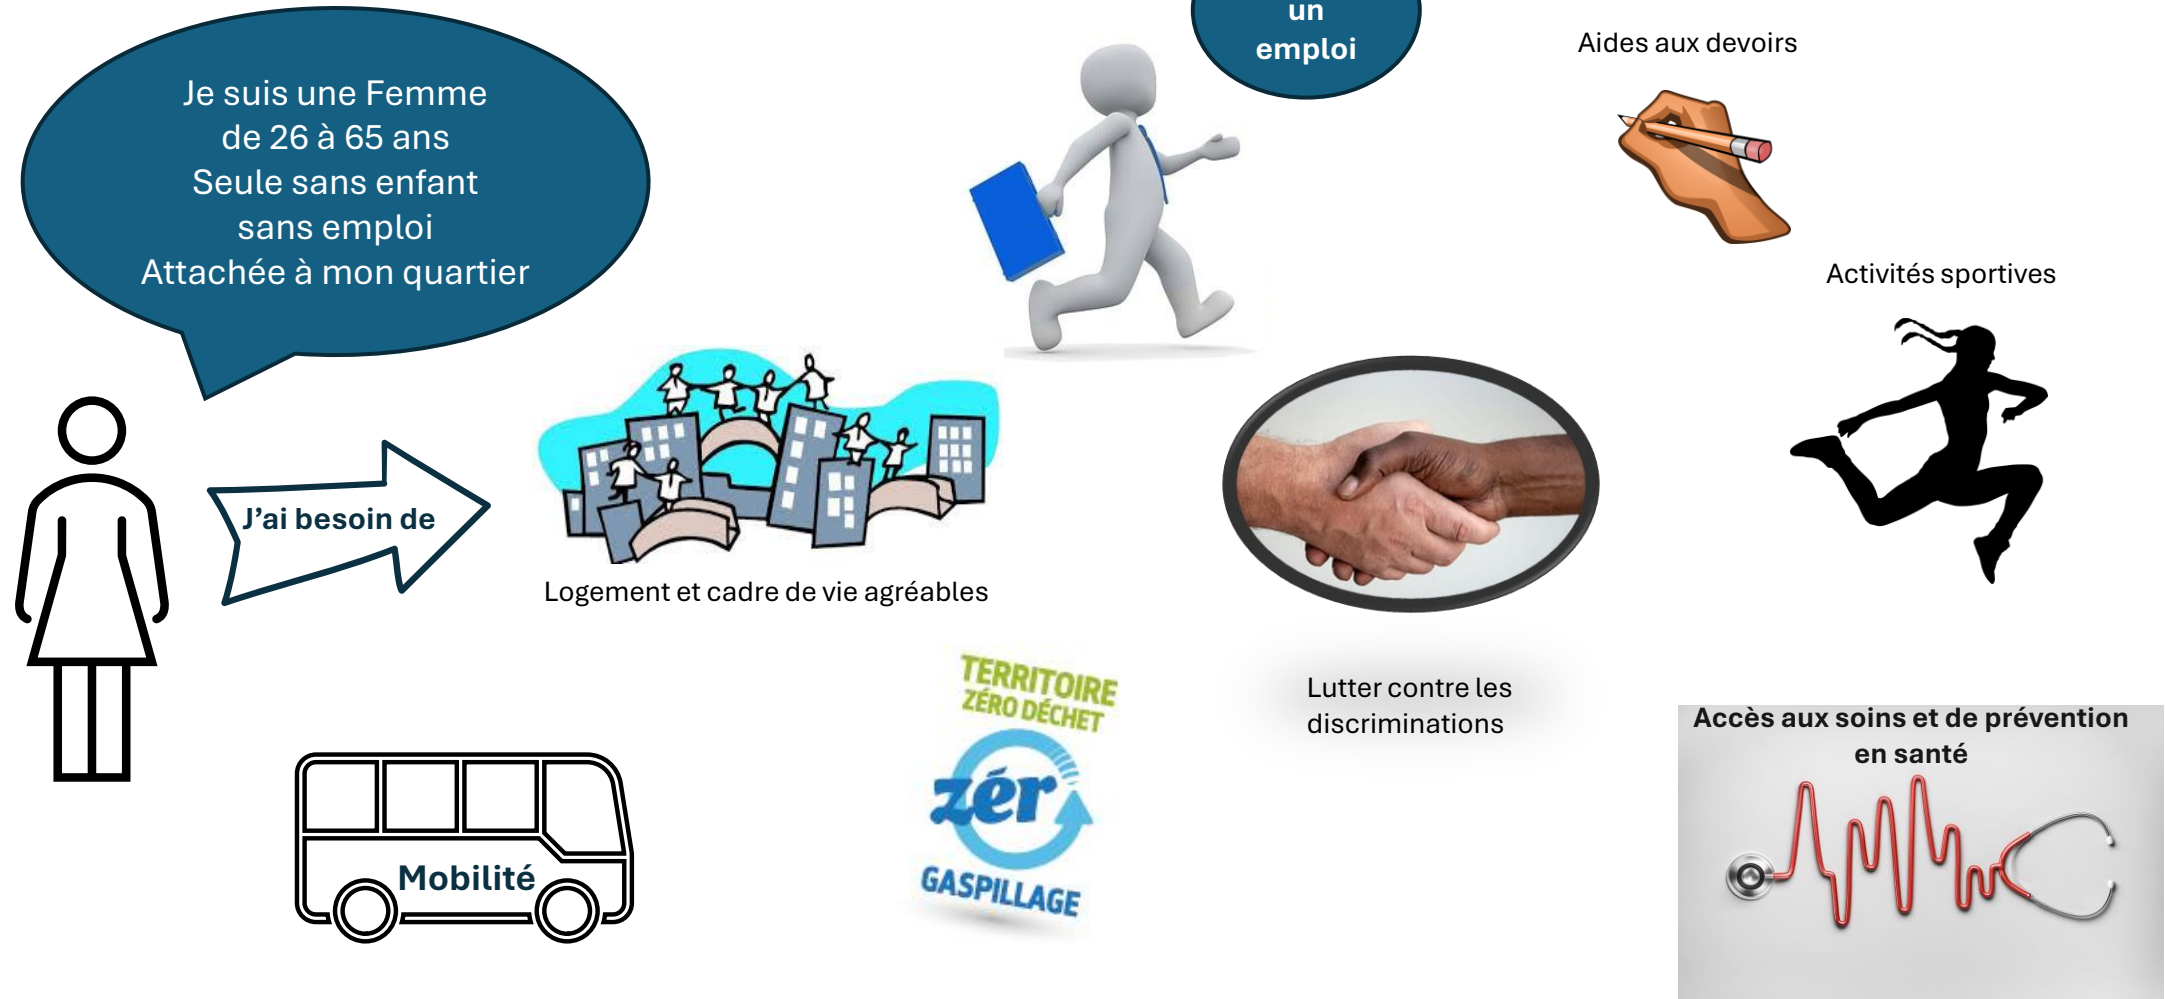 un
emploi
Aides aux devoirs
Je suis une Femme
de 26 à 65 ans
Seule sans enfant
sans emploi
Attachée à mon quartier
Activités sportives
J'ai besoin de
Logement et cadre de vie agréables
TERRITOIRE
ZÉRO DÉCHET
zér
GASPILLAGE
Lutter contre les
discriminations
Accès aux soins et de prévention
en santé
Mobilité